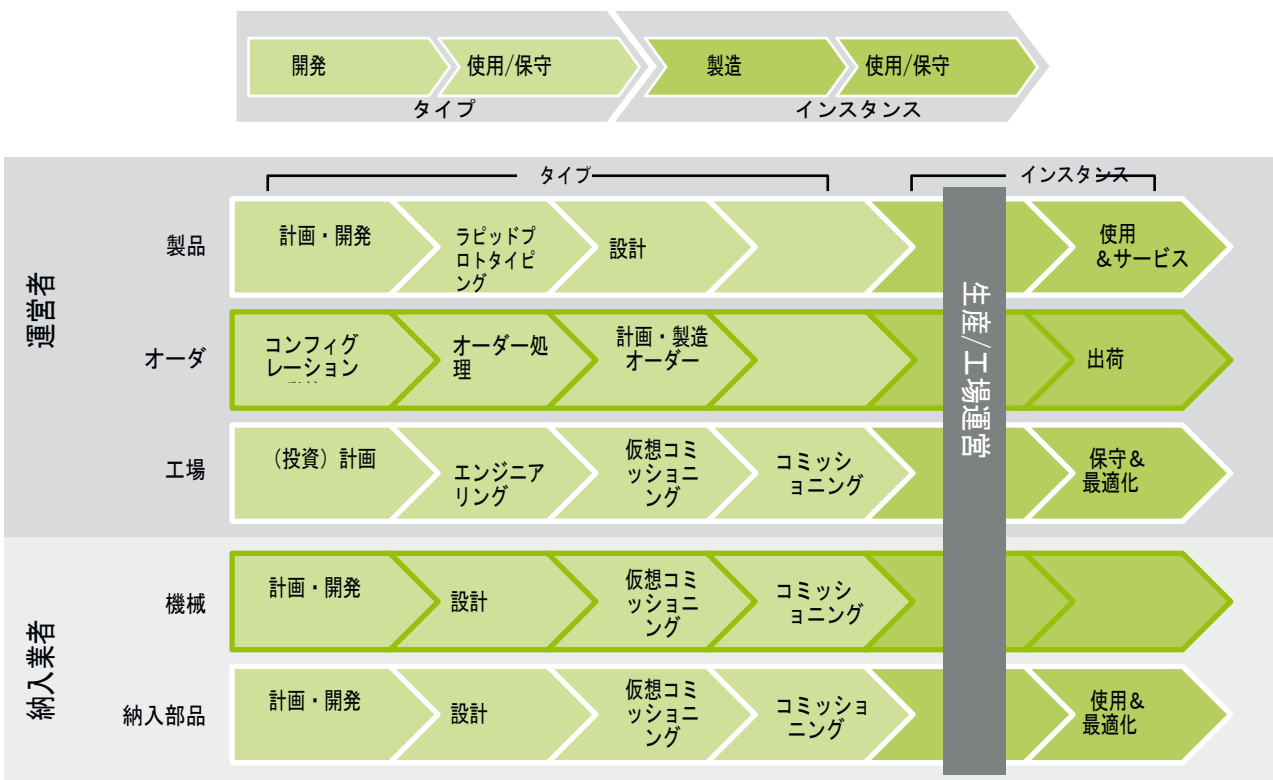 開発
使用/保守
製造
使用/保守
タイプ
インスタンス
タイプ
インスタンス
運営者
製品
計画・開発
ラピッドプ
ロトタイピ
ング
設計
使用
&サービス
オーダ
コンフィグ
レーション
オーダー処
理
計画・製造
オーダー
出荷
生産/工場運営
工場
(投資)計画
エンジニア
リング
仮想コミ
ッショニ
ング
コミッシ
ョニング
保守&
最適化
納入業者
機械
計画・開発
設計
仮想コミ
ッショニ
ング
コミッシ
ョニング
納入部品
計画・開発
設計
仮想コミ
ッショニ
ング
コミッショ
ニング
使用&
最適化